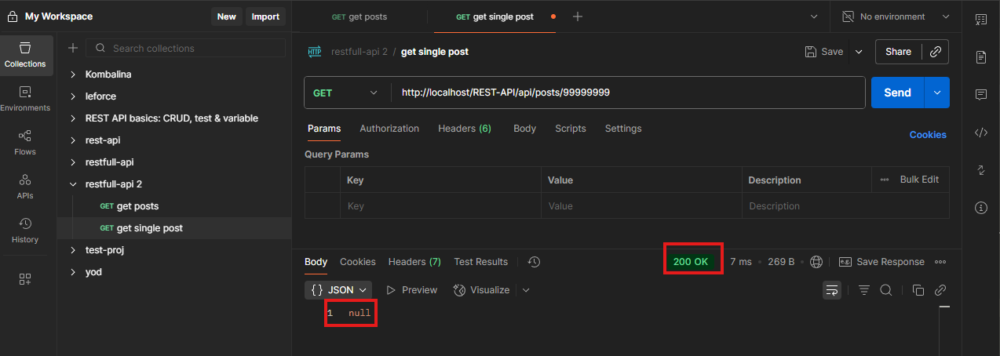 My Workspace New Import
GET get posts
GET get single post
No environment
Collections
Environments
Flows
APIs
History
Search collections
Kombalina
leforce
REST API basics: CRUD, test & variable
rest-api
restfull-api
restfull-api 2
GET get posts
GET get single post
test-proj
yod
HTTP restfull-api 2 / get single post
Save Share
GET http://localhost/REST-API/api/posts/99999999 Send
Params Authorization Headers (6) Body Scripts Settings Cookies
Query Params
Key Value Description Bulk Edit
Key Value Description
Body Cookies Headers (7) Test Results 200 OK 7 ms 269 B e.g. Save Response
{} JSON Preview Visualize
1 null